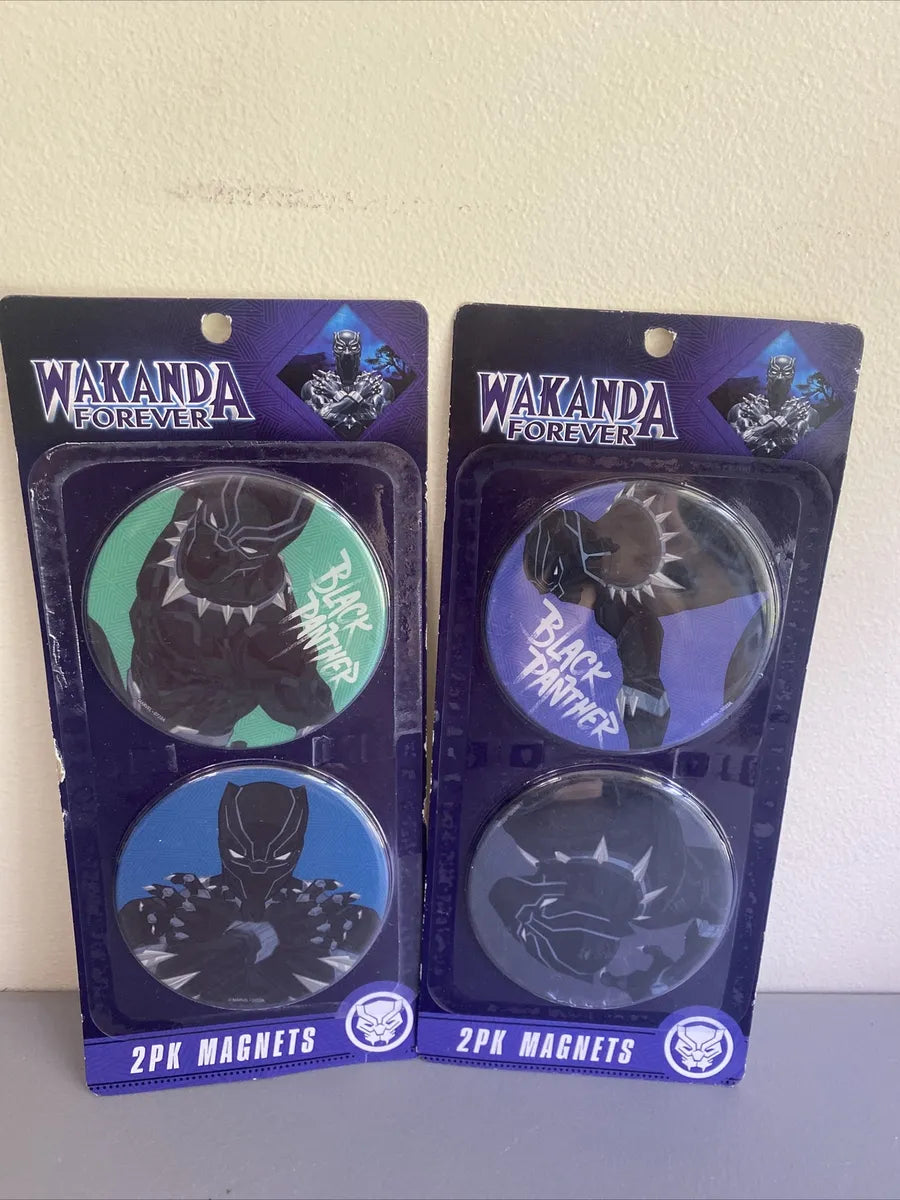 WAKANDA
FOREVER
BLACK
PANTHER
2PK MAGNETS
WAKANDA
FOREVER
BLACK
PANTHER
2PK MAGNETS